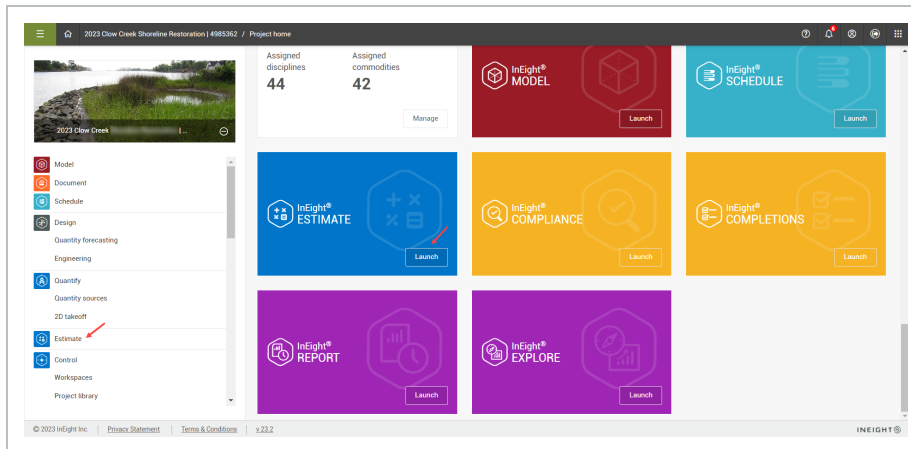 2023 Clow Creek Shoreline Restoration | 4985362 / Project home
6
2023 Clow Creek | ...
Model
Document
Schedule
Design
Quantity forecasting
Engineering
Quantify
Quantity sources
2D takeoff
Estimate
Control
Workspaces
Project library
Assigned disciplines
44
Assigned commodities
42
Manage
InEight®
MODEL
Launch
InEight®
SCHEDULE
Launch
InEight®
ESTIMATE
Launch
InEight®
COMPLIANCE
Launch
InEight®
COMPLETIONS
Launch
InEight®
REPORT
Launch
InEight®
EXPLORE
Launch
© 2023 InEight Inc. | Privacy Statement | Terms & Conditions | v 23.2
INEIGHT